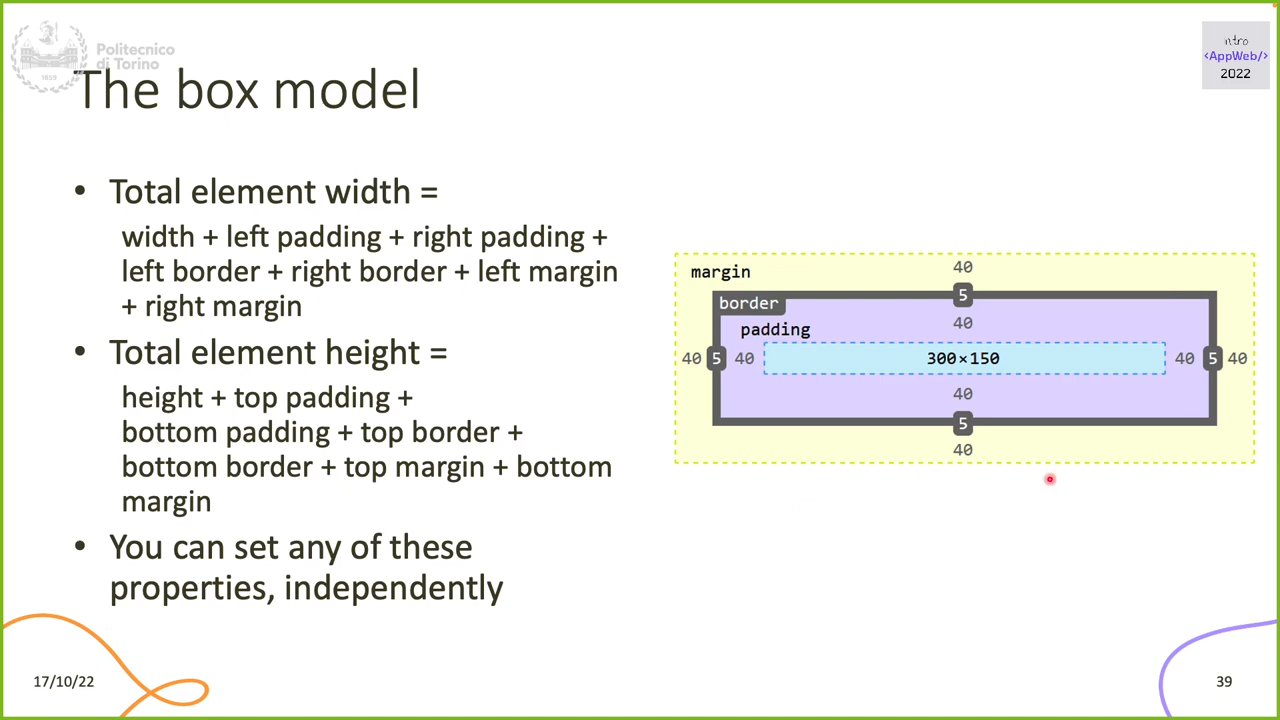 Politecnico
di Torino
1859
intro
<AppWeb/>
2022
The box model
• Total element width =
width + left padding + right padding +
left border + right border + left margin
+ right margin
• Total element height =
height + top padding +
bottom padding + top border +
bottom border + top margin + bottom
margin
• You can set any of these
properties, independently
margin 40
5
border
padding 40
40 5 40 300×150 40 5 40
40
5
40
17/10/22
39